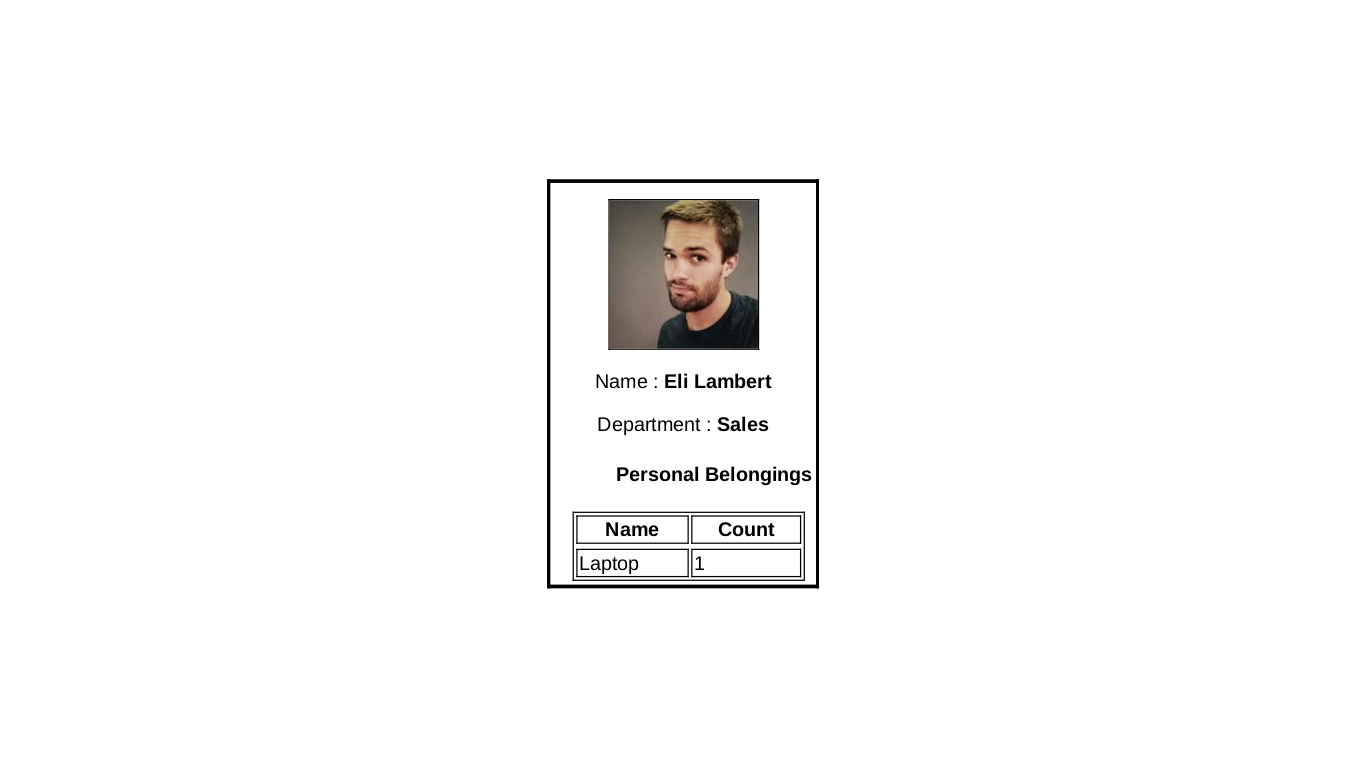 Name : Eli Lambert
Department : Sales
Personal Belongings
Name Count
Laptop 1